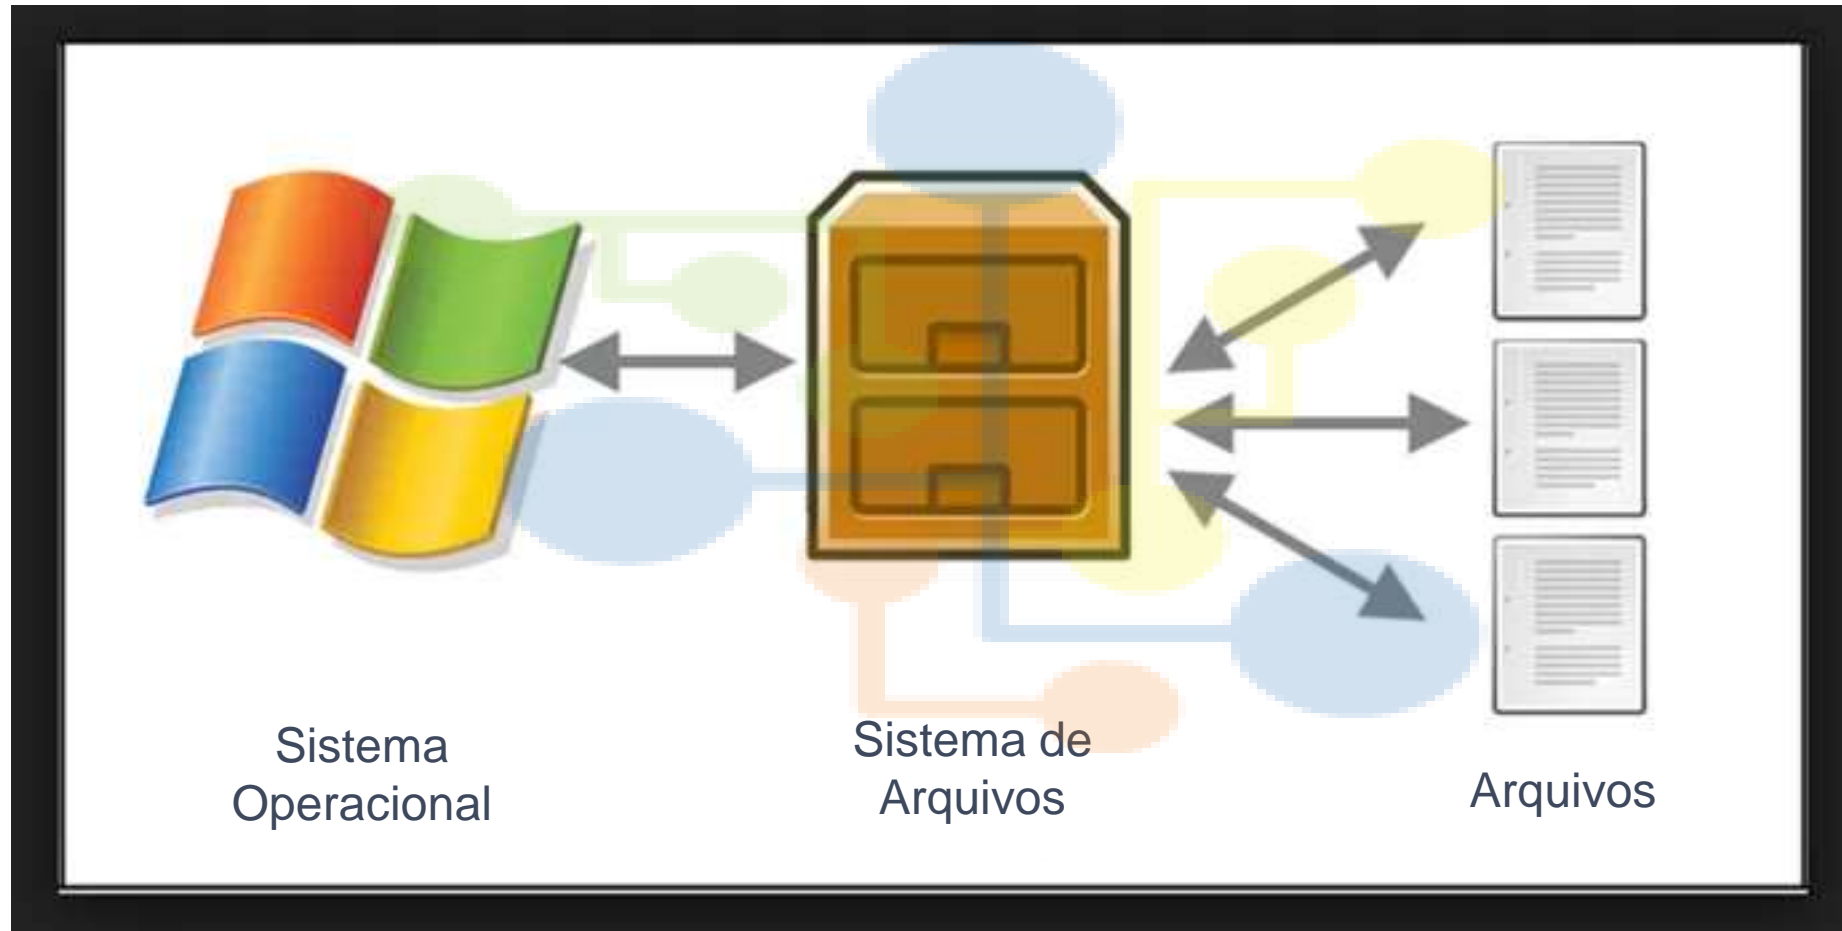 Sistema
Operacional
Sistema de
Arquivos
Arquivos